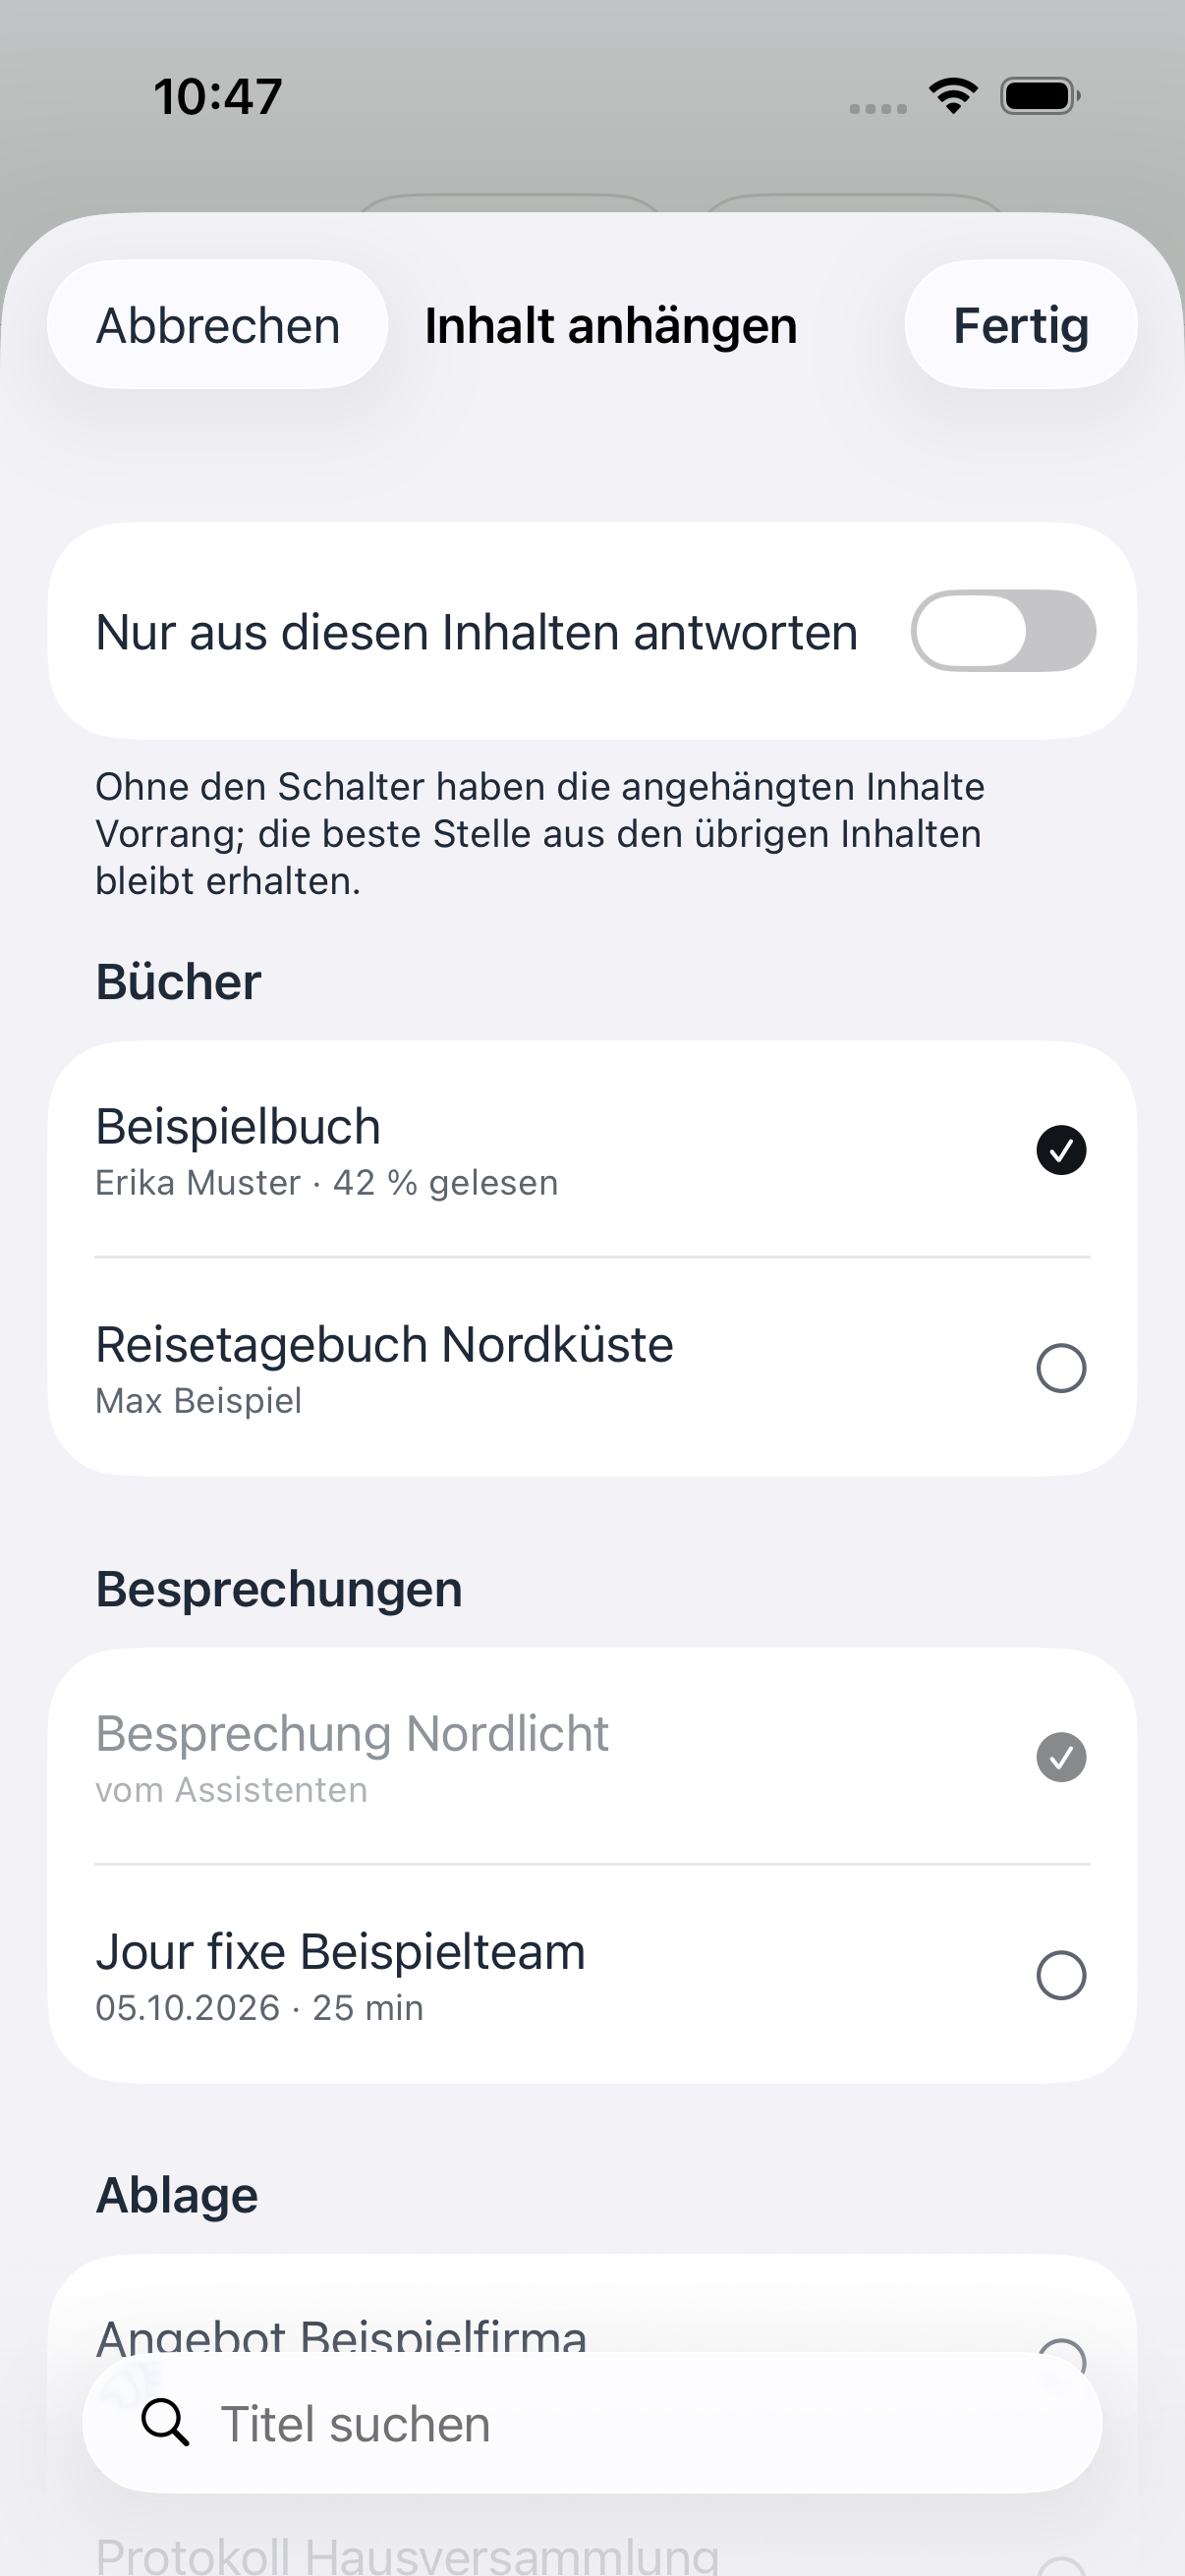 10:47
Abbrechen
Inhalt anhängen
Fertig
Nur aus diesen Inhalten antworten
Ohne den Schalter haben die angehängten Inhalte
Vorrang; die beste Stelle aus den übrigen Inhalten
bleibt erhalten.
Bücher
Beispielbuch
Erika Muster · 42 % gelesen
Reisetagebuch Nordküste
Max Beispiel
Besprechungen
Besprechung Nordlicht
vom Assistenten
Jour fixe Beispielteam
05.10.2026 · 25 min
Ablage
Angebot Beispielfirma
Titel suchen
Protokoll Hausversammlung